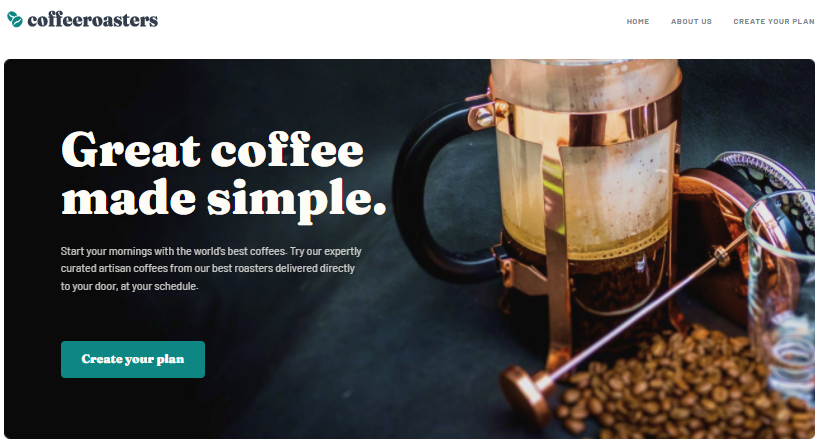 coffeeroasters
HOME ABOUT US CREATE YOUR PLAN
Great coffee
made simple.
Start your mornings with the world's best coffees. Try our expertly
curated artisan coffees from our best roasters delivered directly
to your door, at your schedule.
Create your plan